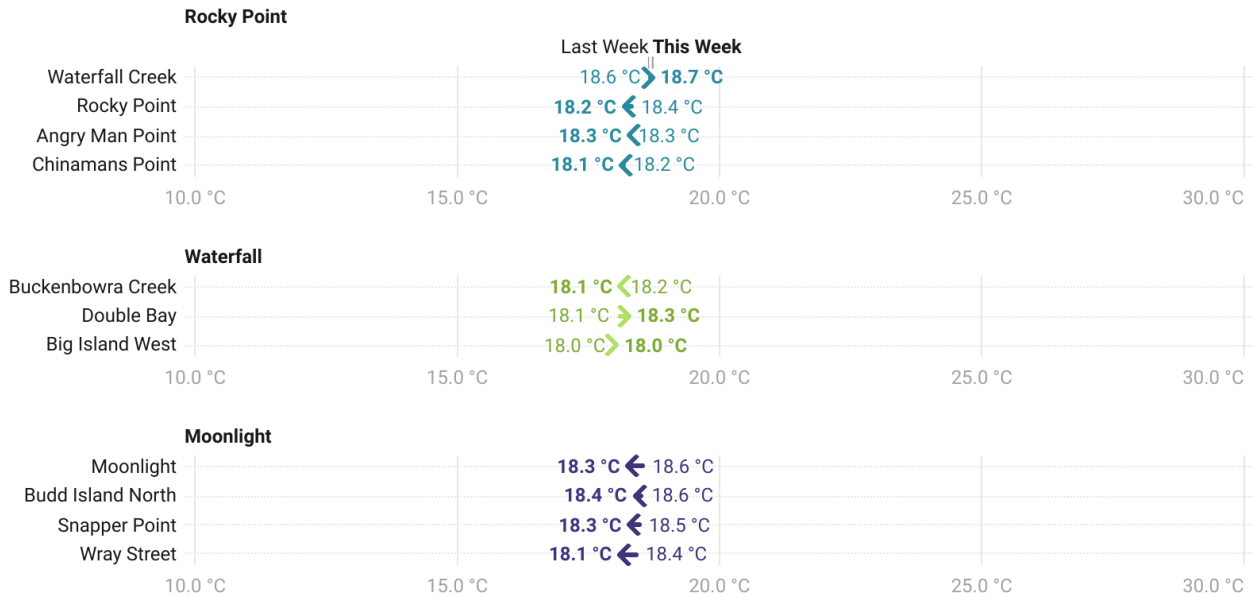 Rocky Point
Last Week This Week
Waterfall Creek 18.6 °C 18.7 °C
Rocky Point 18.2 °C 18.4 °C
Angry Man Point 18.3 °C 18.3 °C
Chinamans Point 18.1 °C 18.2 °C
10.0 °C 15.0 °C 20.0 °C 25.0 °C 30.0 °C
Waterfall
Buckenbowra Creek 18.1 °C 18.2 °C
Double Bay 18.1 °C 18.3 °C
Big Island West 18.0 °C 18.0 °C
10.0 °C 15.0 °C 20.0 °C 25.0 °C 30.0 °C
Moonlight
Moonlight 18.3 °C 18.6 °C
Budd Island North 18.4 °C 18.6 °C
Snapper Point 18.3 °C 18.5 °C
Wray Street 18.1 °C 18.4 °C
10.0 °C 15.0 °C 20.0 °C 25.0 °C 30.0 °C